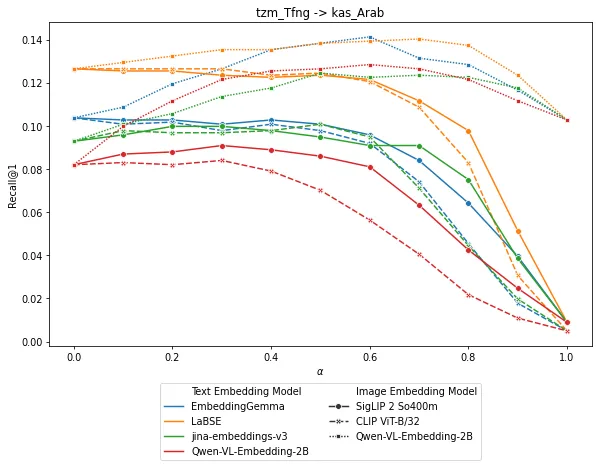 tzm_Tfng -> kas_Arab
0.14
0.12
0.10
0.08
0.06
0.04
0.02
0.00
Recall@1
0.0
0.2
0.4
0.6
0.8
1.0
α
Text Embedding Model
EmbeddingGemma
LaBSE
jina-embeddings-v3
Qwen-VL-Embedding-2B
Image Embedding Model
SigLIP 2 So400m
CLIP ViT-B/32
Qwen-VL-Embedding-2B